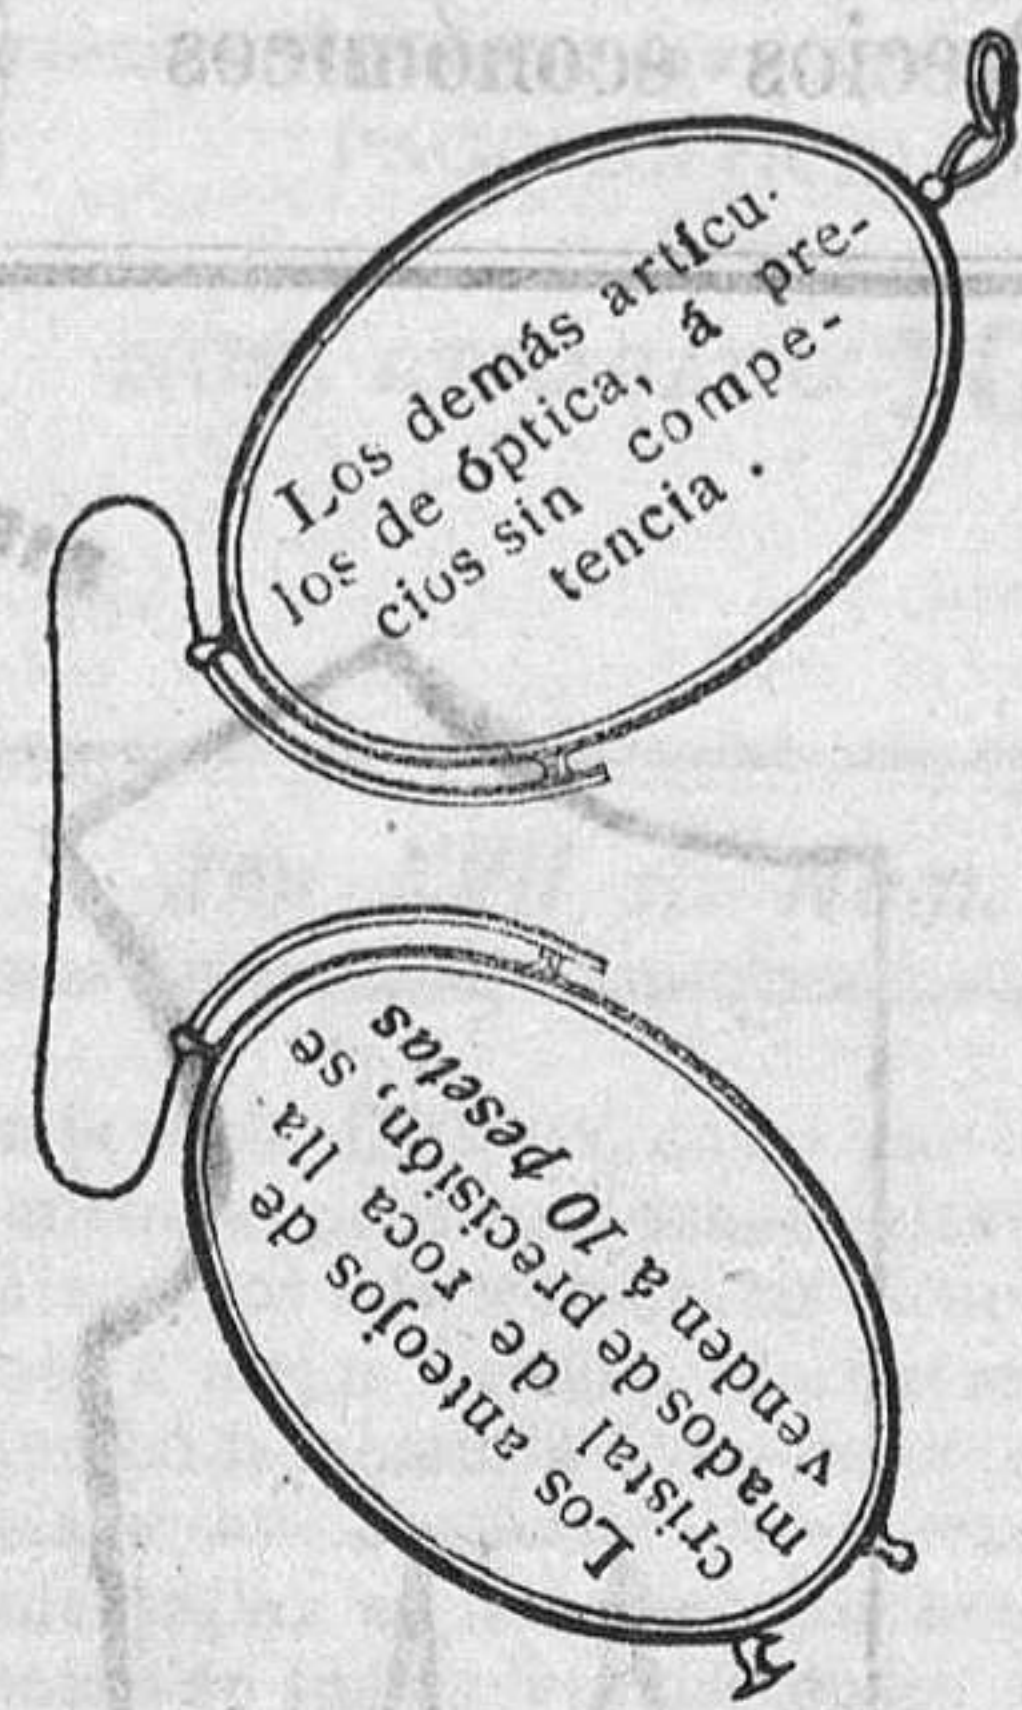 Los anteojos de
cristal de roca lla-
mados de precisión, se
venden á 10 pesetas
Los demás artícu-
los de óptica, á pre-
cios sin compe-
tencia.